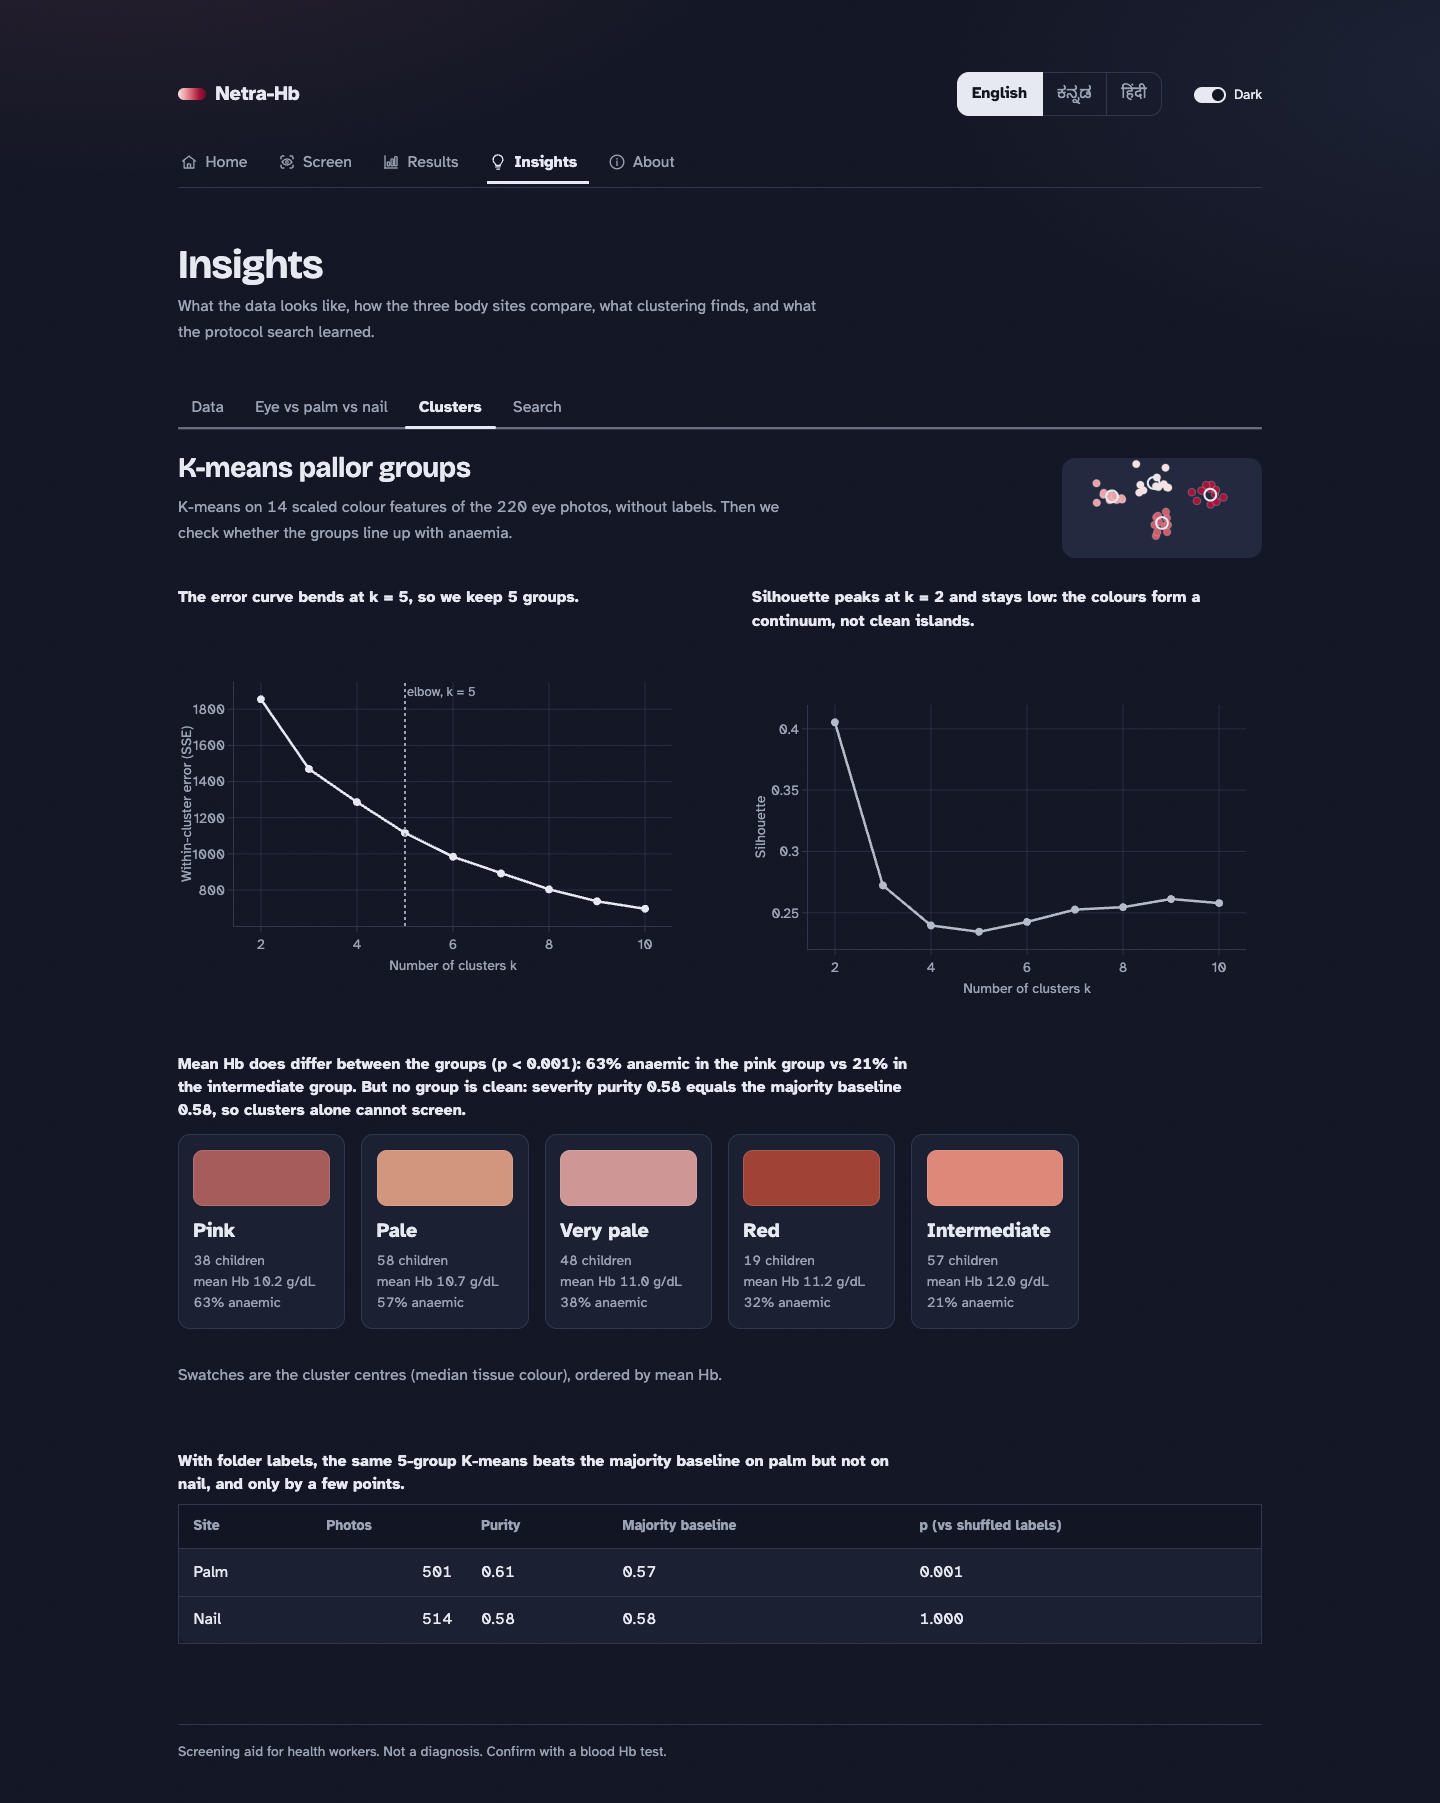 Netra-Hb
English
ಕನ್ನಡ
हिंदी
Dark
Home
Screen
Results
Insights
About
Insights
What the data looks like, how the three body sites compare, what clustering finds, and what
the protocol search learned.
Data
Eye vs palm vs nail
Clusters
Search
K-means pallor groups
K-means on 14 scaled colour features of the 220 eye photos, without labels. Then we
check whether the groups line up with anaemia.
The error curve bends at k = 5, so we keep 5 groups.
elbow, k = 5
1800
1600
1400
1200
1000
800
Within-cluster error (SSE)
2 4 6 8 10
Number of clusters k
Silhouette peaks at k = 2 and stays low: the colours form a
continuum, not clean islands.
0.4
0.35
0.3
0.25
Silhouette
2 4 6 8 10
Number of clusters k
Mean Hb does differ between the groups (p < 0.001): 63% anaemic in the pink group vs 21% in
the intermediate group. But no group is clean: severity purity 0.58 equals the majority baseline
0.58, so clusters alone cannot screen.
Pink
38 children
mean Hb 10.2 g/dL
63% anaemic
Pale
58 children
mean Hb 10.7 g/dL
57% anaemic
Very pale
48 children
mean Hb 11.0 g/dL
38% anaemic
Red
19 children
mean Hb 11.2 g/dL
32% anaemic
Intermediate
57 children
mean Hb 12.0 g/dL
21% anaemic
Swatches are the cluster centres (median tissue colour), ordered by mean Hb.
With folder labels, the same 5-group K-means beats the majority baseline on palm but not on
nail, and only by a few points.
Site Photos Purity Majority baseline p (vs shuffled labels)
Palm 501 0.61 0.57 0.001
Nail 514 0.58 0.58 1.000
Screening aid for health workers. Not a diagnosis. Confirm with a blood Hb test.